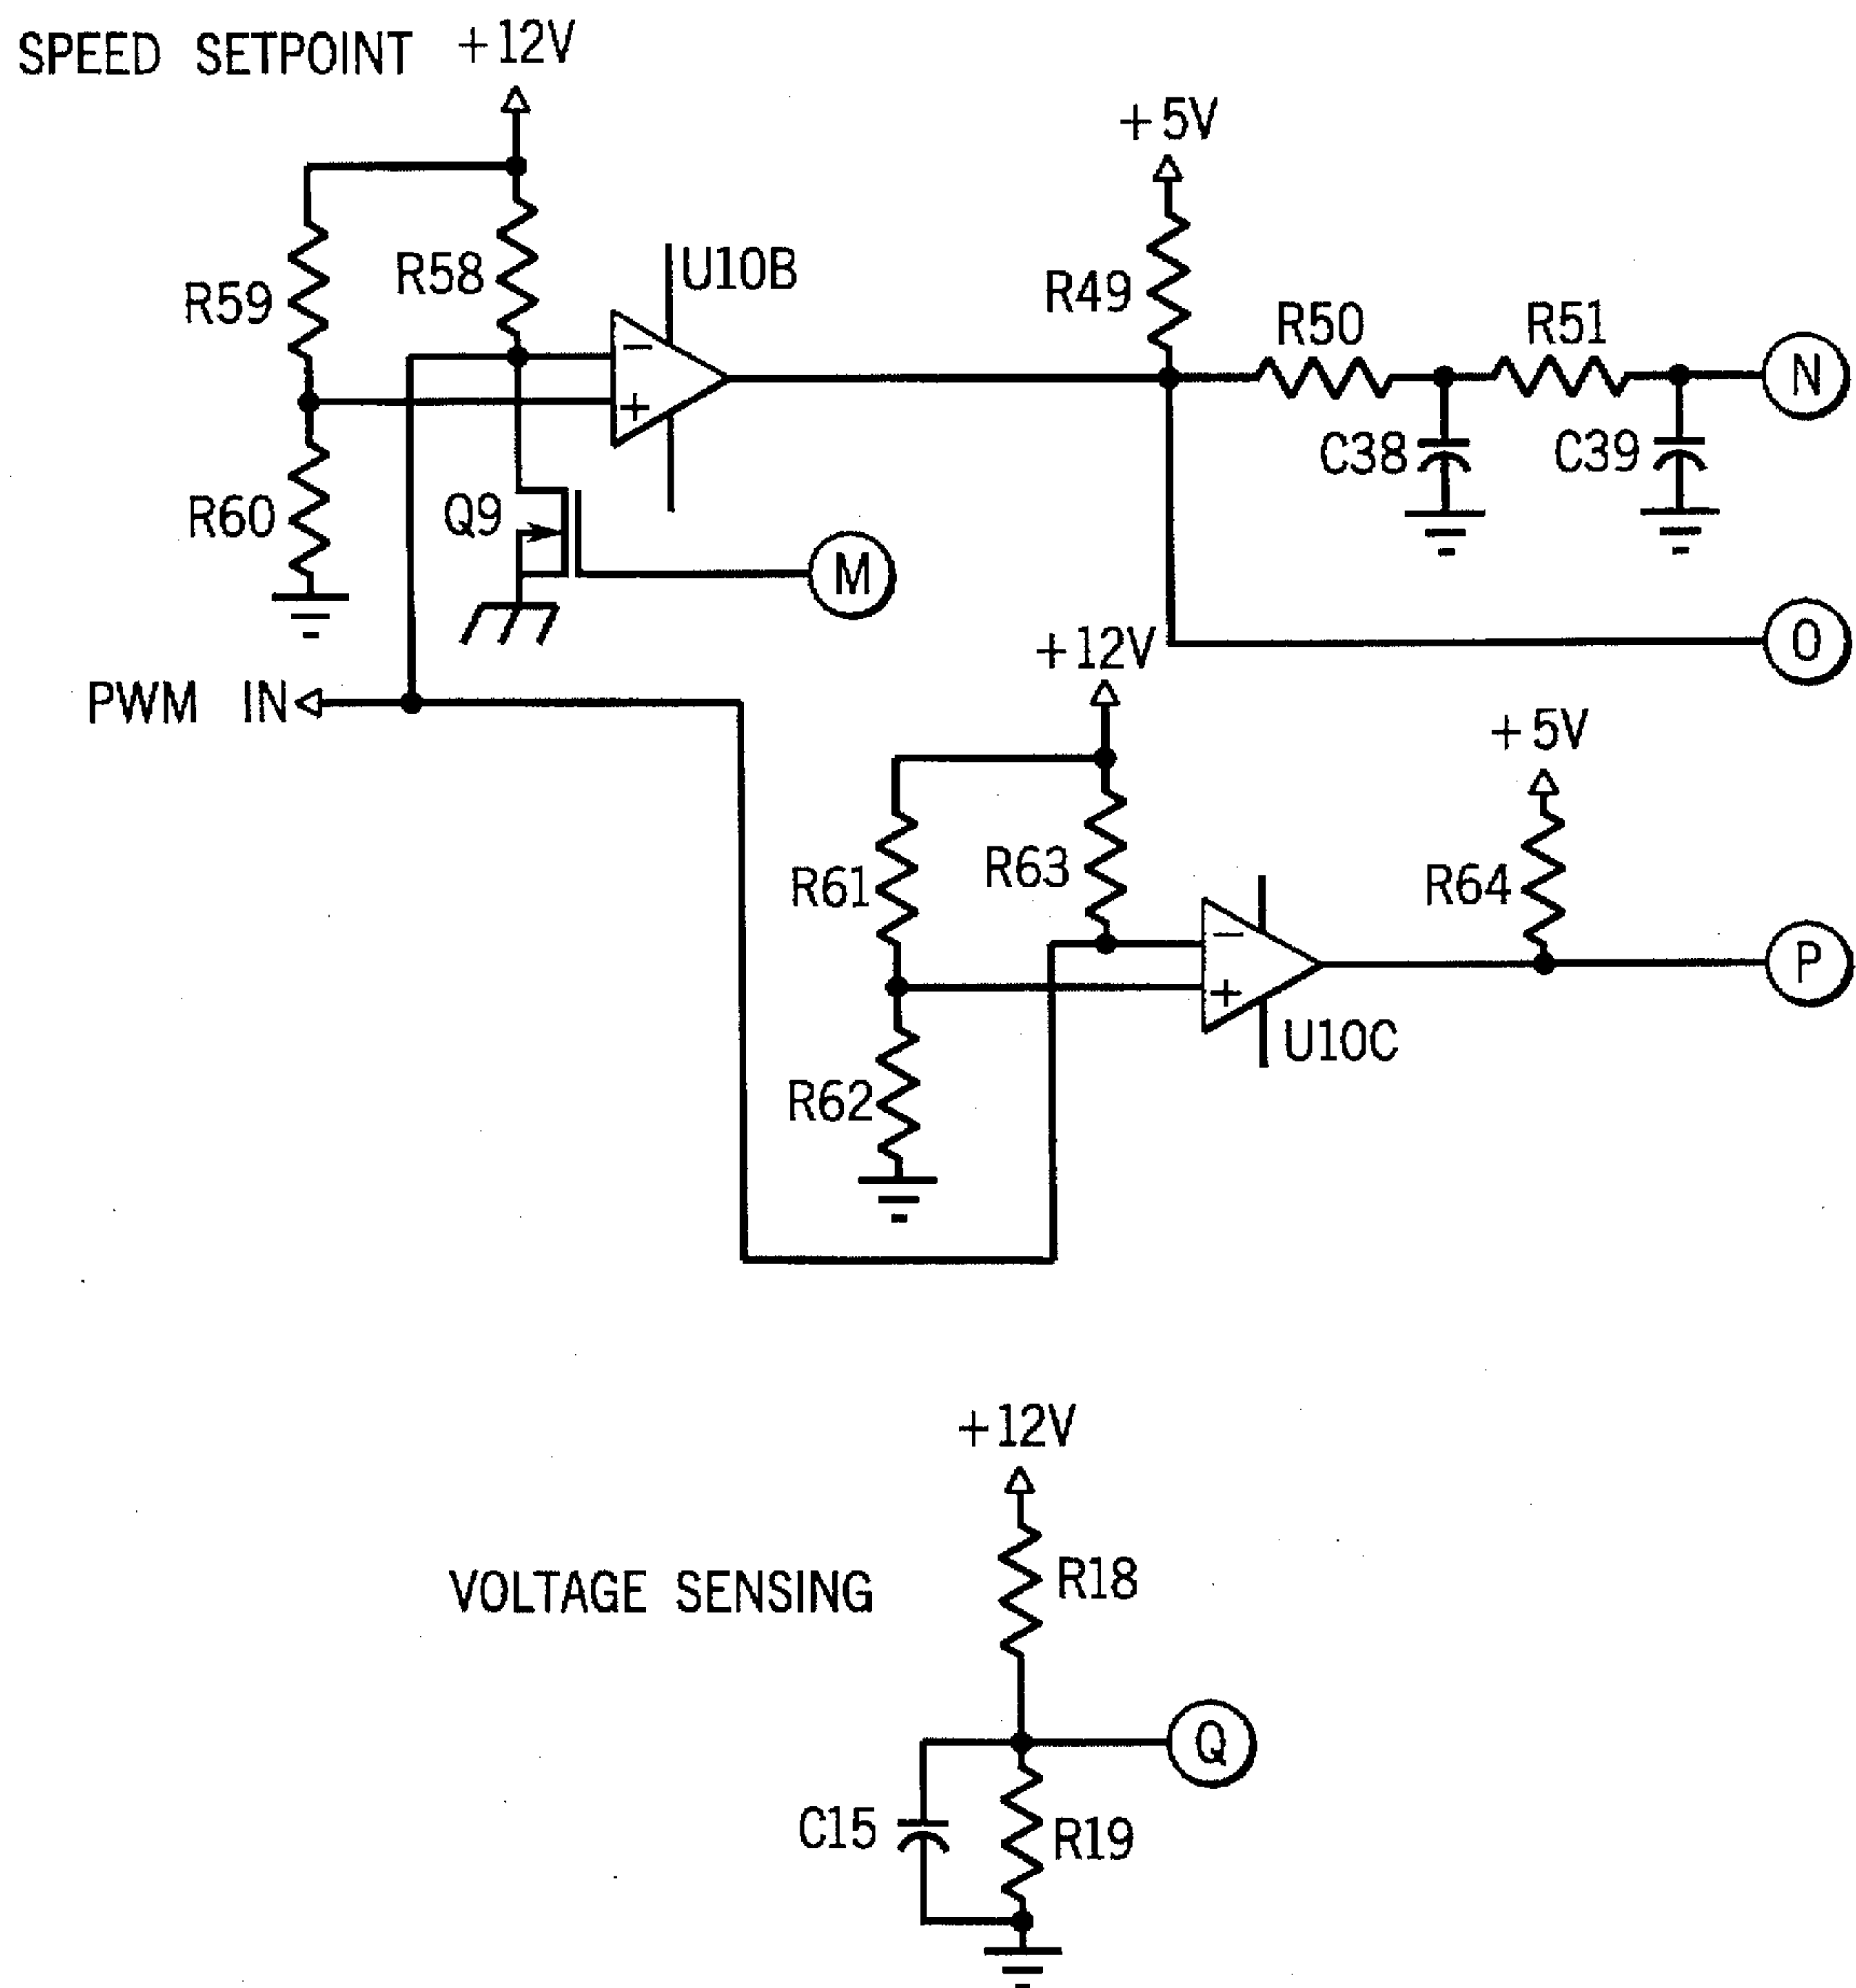 SPEED SETPOINT
+12V
+5V
R59
R58
U10B
R49
R50
R51
N
−
+
C38
C39
R60
Q9
M
O
+12V
PWM IN
+5V
R61
R63
R64
−
+
P
U10C
R62
+12V
R18
VOLTAGE SENSING
Q
C15
R19